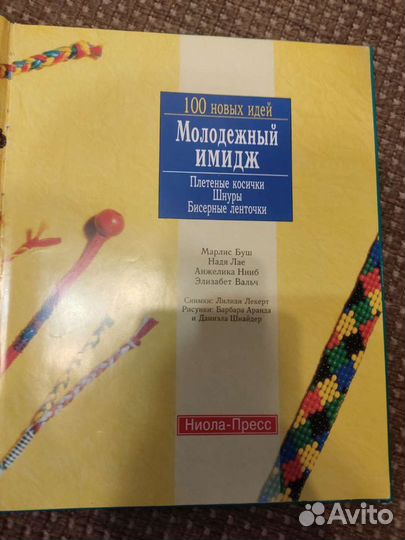 100 новых идей
Молодежный
имидж
Плетеные косички
Шнуры
Бисерные ленточки
Марлис Буш
Надя Лае
Анжелика Нииб
Элизабет Вальч
Снимки: Лилиан Лекерт
Рисунки: Барбара Аранда
и Даниэла Шнайдер
Ниола-Пресс
Avito